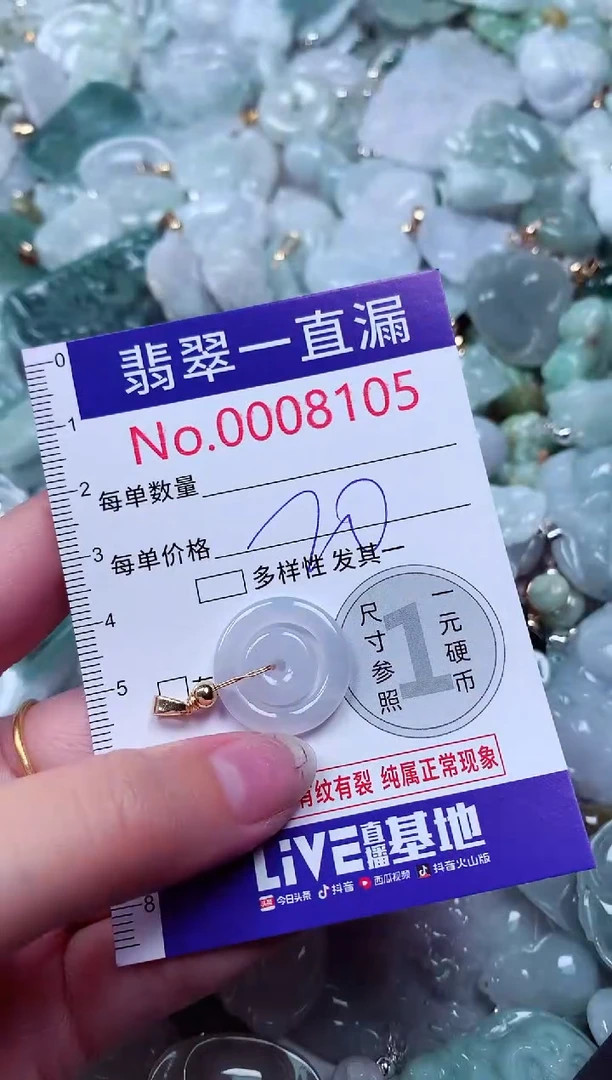 翡翠一直漏
No.0008105
0
1
2
每单数量
3
每单价格
20
多样性 发其一
4
尺寸参照
1
一元硬币
5
有纹有裂 纯属正常现象
LiVE直播基地
头条 今日头条 抖音 西瓜视频 抖音火山版
8